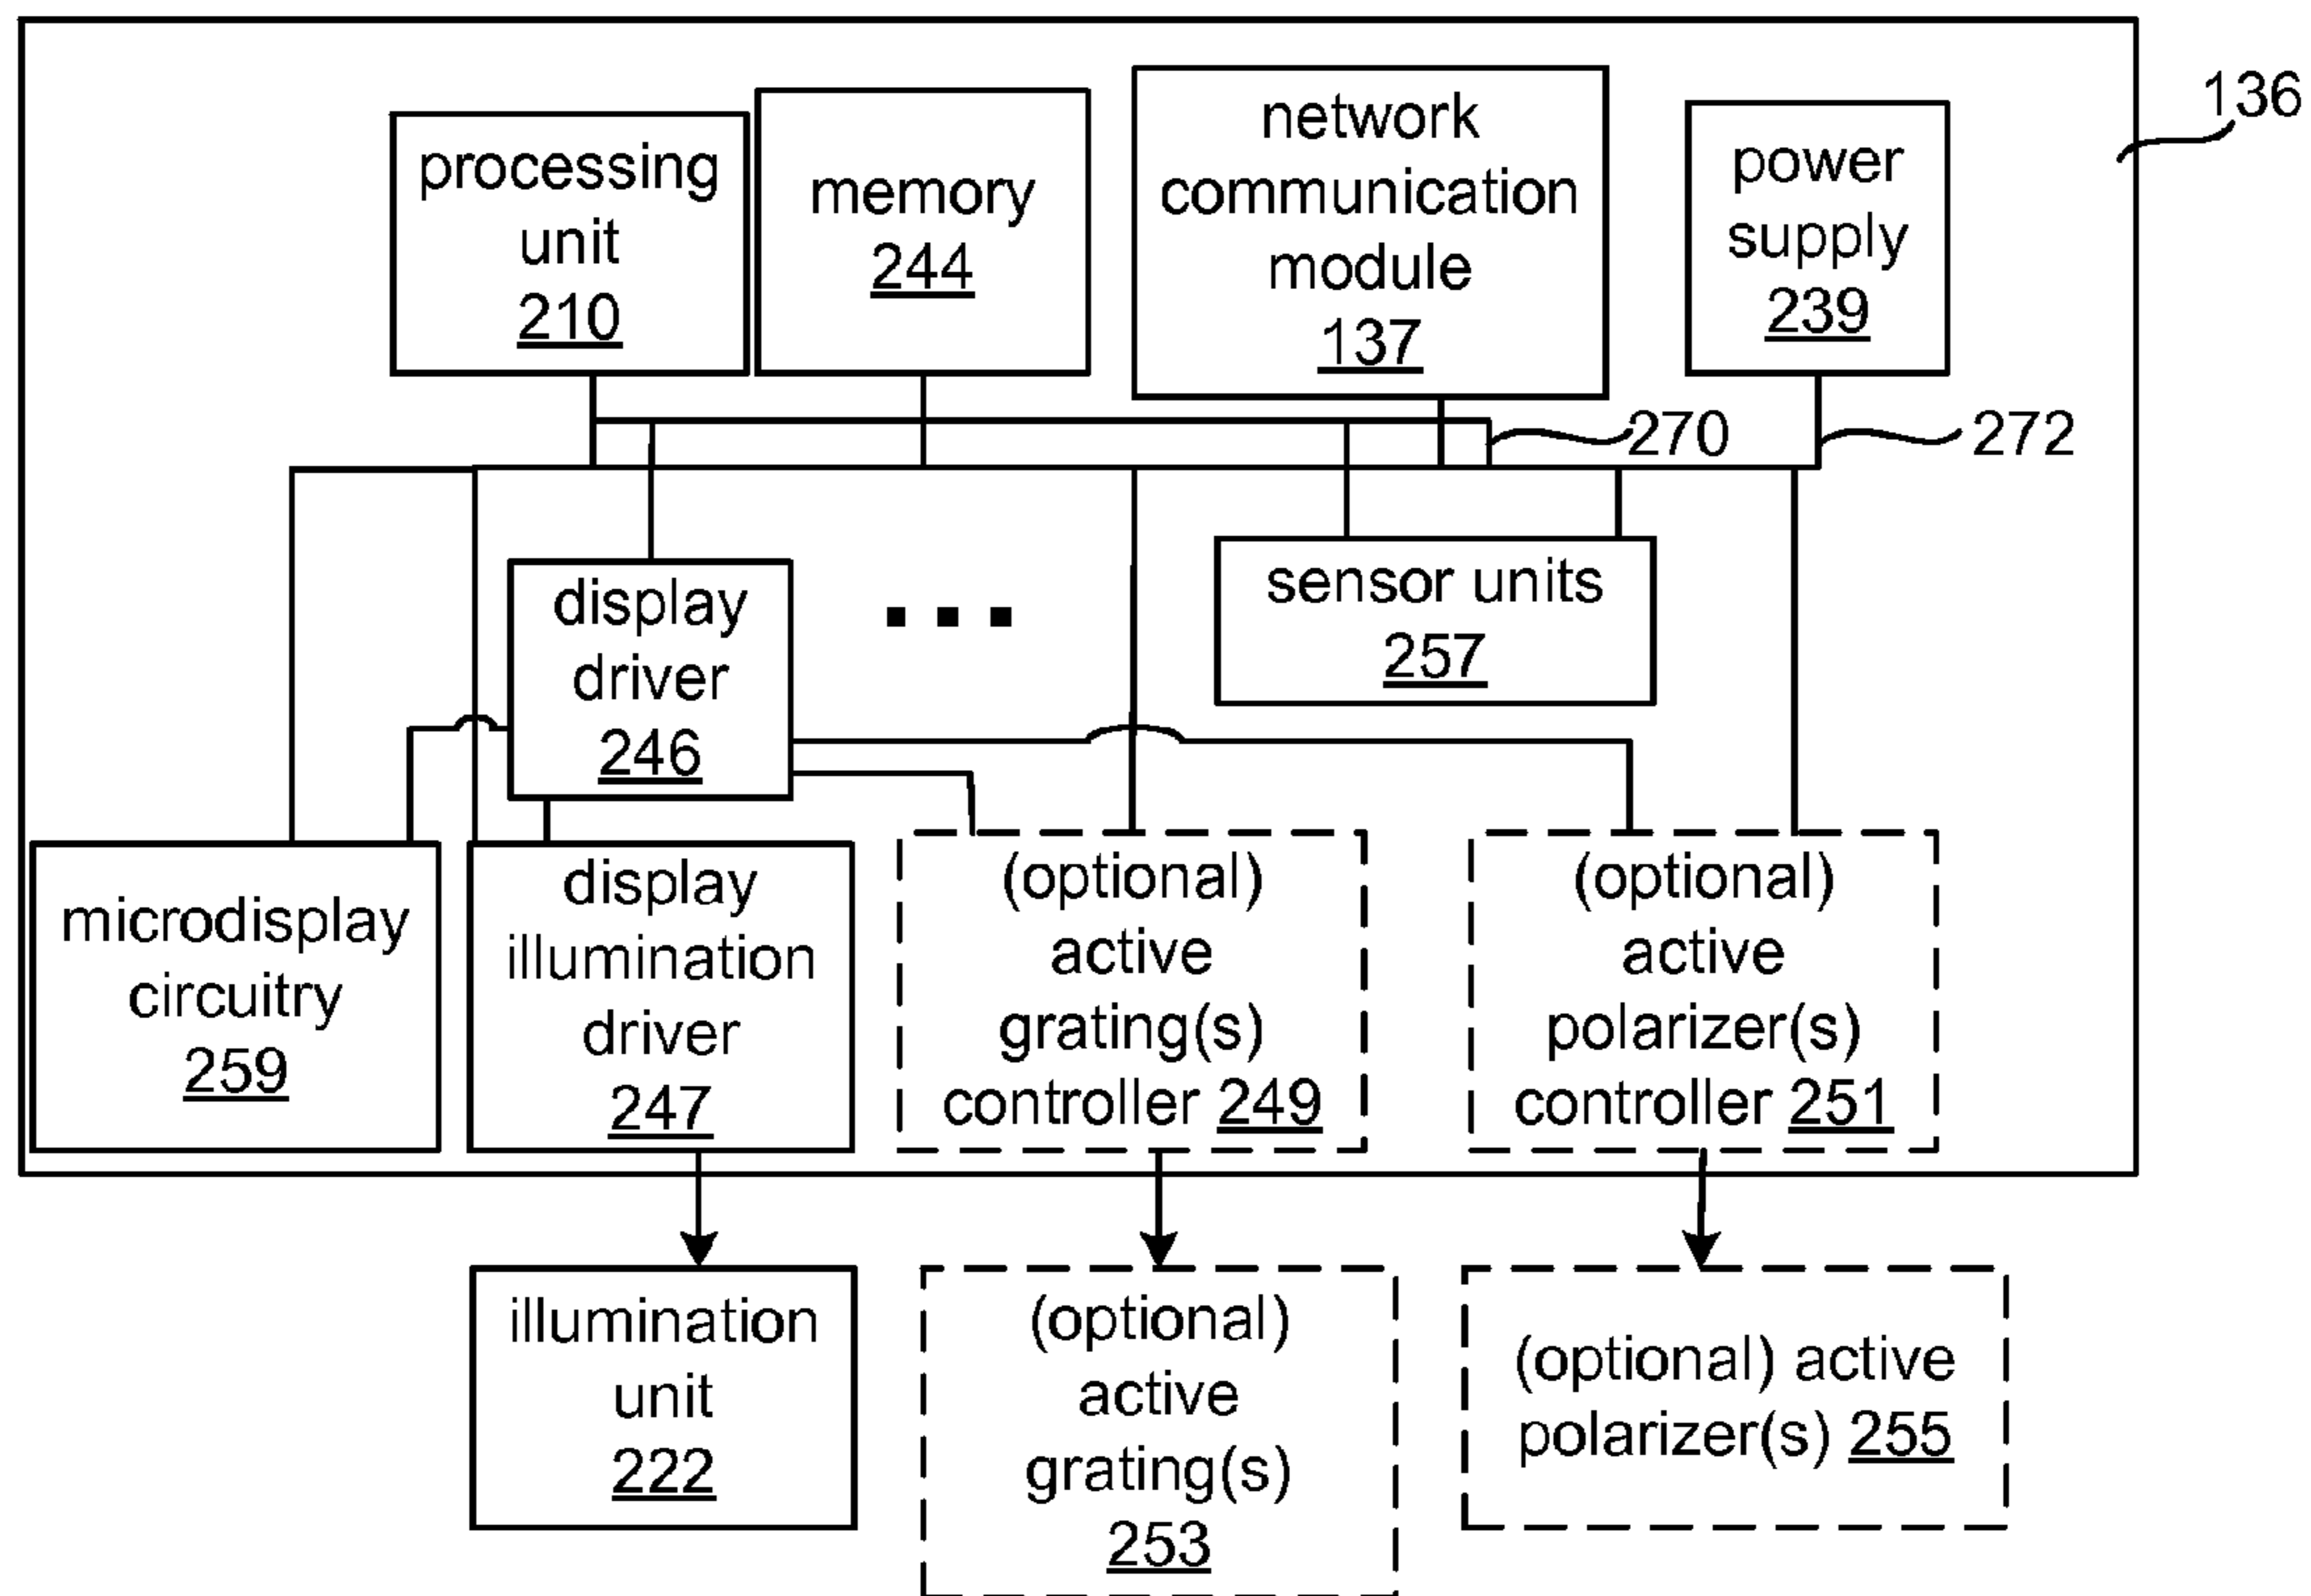 processing
unit
210
memory
244
network
communication
module
137
power
supply
239
136
270
272
display
driver
246
sensor units
257
microdisplay
circuitry
259
display
illumination
driver
247
(optional)
active
grating(s)
controller 249
(optional)
active
polarizer(s)
controller 251
illumination
unit
222
(optional)
active
grating(s)
253
(optional) active
polarizer(s) 255